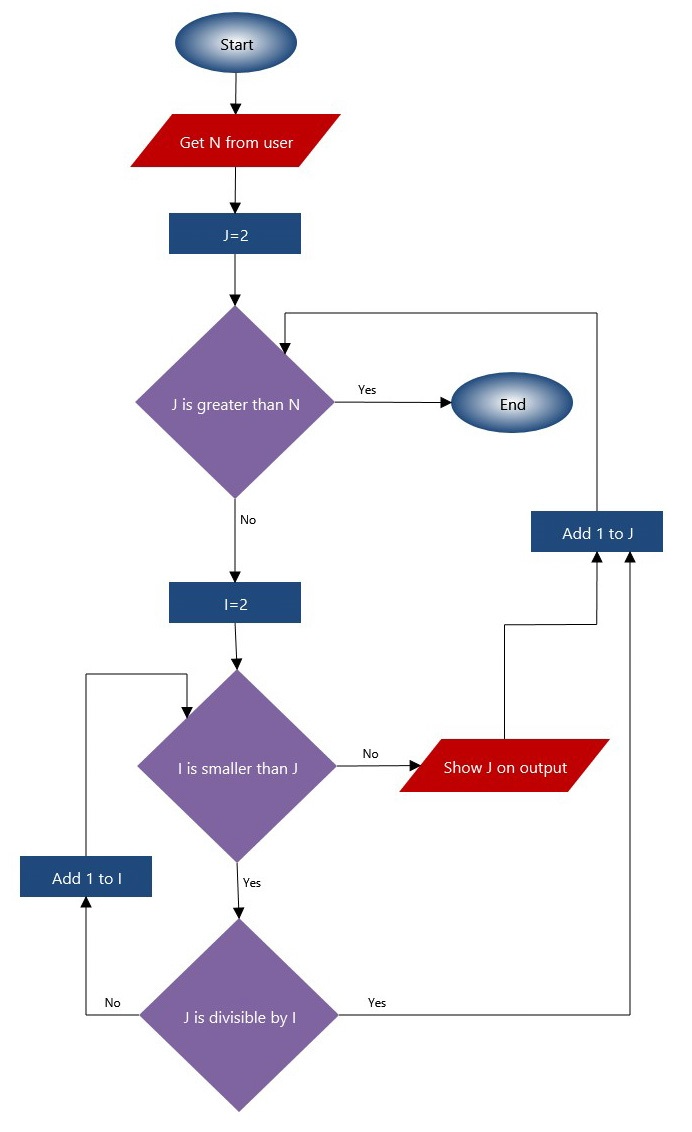 Start
Get N from user
J=2
J is greater than N
Yes
End
No
Add 1 to J
I=2
I is smaller than J
No
Show J on output
Yes
Add 1 to I
No
J is divisible by I
Yes